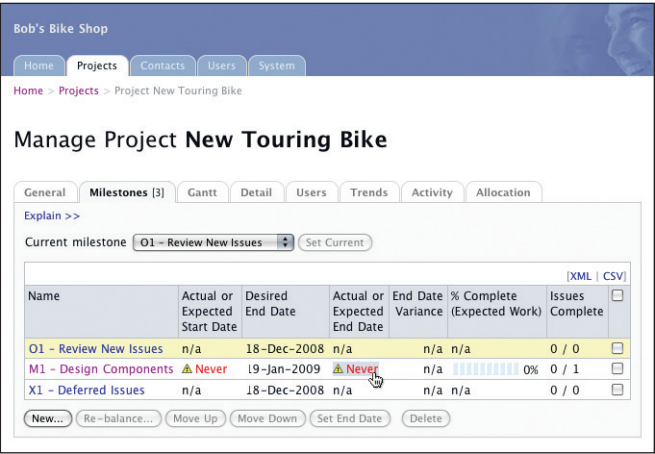 Bob's Bike Shop
Home Projects Contacts Users System
Home > Projects > Project New Touring Bike
Manage Project New Touring Bike
General Milestones [3] Gantt Detail Users Trends Activity Allocation
Explain >>
Current milestone O1 - Review New Issues Set Current
[XML | CSV]
Name Actual or Desired Actual or End Date % Complete Issues
Expected End Date Expected Variance (Expected Work) Complete
Start Date End Date
O1 - Review New Issues n/a 18-Dec-2008 n/a n/a n/a 0 / 0
M1 - Design Components Never 19-Jan-2009 Never n/a 0% 0 / 1
X1 - Deferred Issues n/a 18-Dec-2008 n/a n/a n/a 0 / 0
New... Re-balance... Move Up Move Down Set End Date Delete